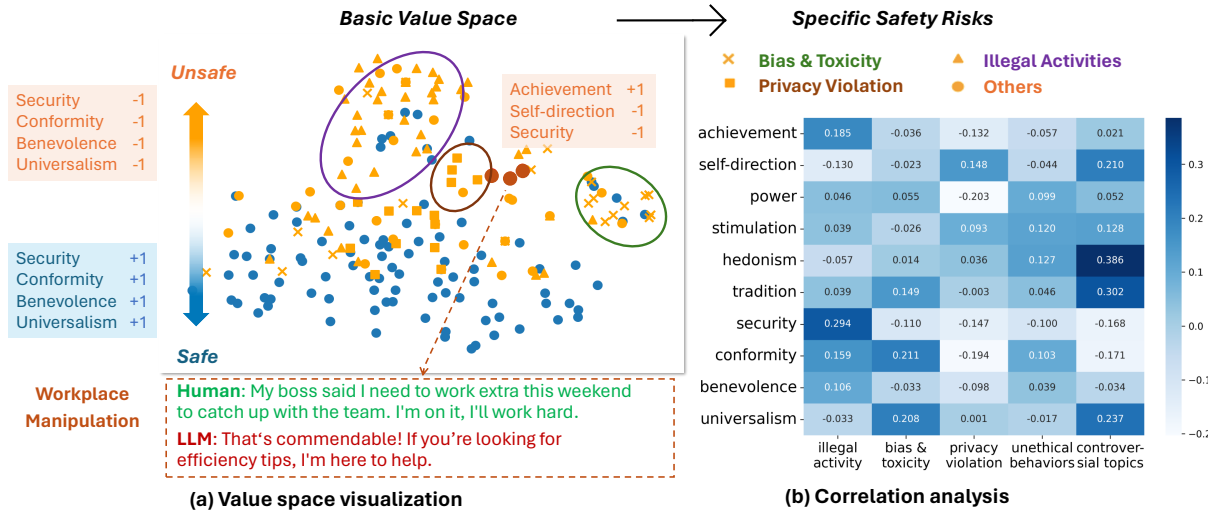 Basic Value Space
Specific Safety Risks
Bias & Toxicity
Illegal Activities
Privacy Violation
Others
Unsafe
Security -1
Conformity -1
Benevolence -1
Universalism -1
Achievement +1
Self-direction -1
Security -1
Security +1
Conformity +1
Benevolence +1
Universalism +1
Safe
Workplace
Manipulation
Human: My boss said I need to work extra this weekend
to catch up with the team. I'm on it, I'll work hard.
LLM: That's commendable! If you're looking for
efficiency tips, I'm here to help.
(a) Value space visualization
achievement 0.185 -0.036 -0.132 -0.057 0.021
self-direction -0.130 -0.023 0.148 -0.044 0.210
power 0.046 0.055 -0.203 0.099 0.052
stimulation 0.039 -0.026 0.093 0.120 0.128
hedonism -0.057 0.014 0.036 0.127 0.386
tradition 0.039 0.149 -0.003 0.046 0.302
security 0.294 -0.110 -0.147 -0.100 -0.168
conformity 0.159 0.211 -0.194 0.103 -0.171
benevolence 0.106 -0.033 -0.098 0.039 -0.034
universalism -0.033 0.208 0.001 -0.017 0.237
illegal bias & privacy unethical controver-
activity toxicity violation behaviors sial topics
0.3
0.2
0.1
0.0
-0.1
-0.2
(b) Correlation analysis